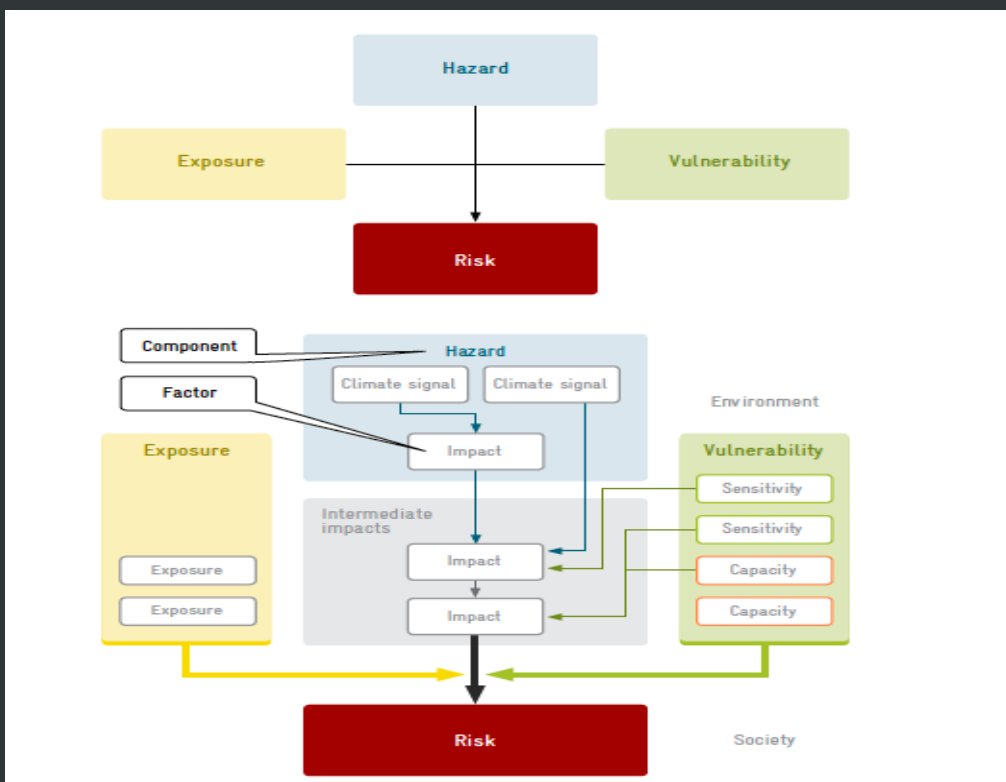 Hazard
Exposure
Vulnerability
Risk
Component
Hazard
Climate signal
Climate signal
Factor
Environment
Exposure
Impact
Vulnerability
Sensitivity
Intermediate
impacts
Sensitivity
Impact
Exposure
Capacity
Exposure
Impact
Capacity
Risk
Society